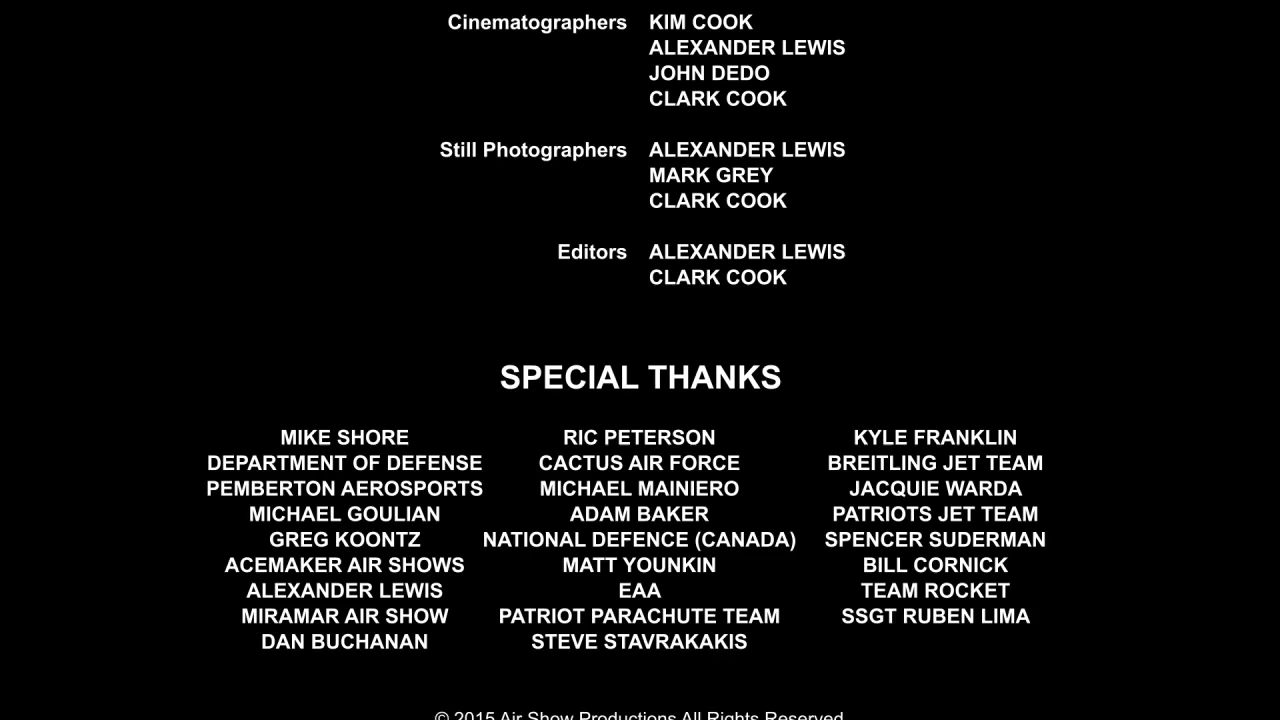 Cinematographers KIM COOK
ALEXANDER LEWIS
JOHN DEDO
CLARK COOK
Still Photographers ALEXANDER LEWIS
MARK GREY
CLARK COOK
Editors ALEXANDER LEWIS
CLARK COOK
SPECIAL THANKS
MIKE SHORE RIC PETERSON KYLE FRANKLIN
DEPARTMENT OF DEFENSE CACTUS AIR FORCE BREITLING JET TEAM
PEMBERTON AEROSPORTS MICHAEL MAINIERO JACQUIE WARDA
MICHAEL GOULIAN ADAM BAKER PATRIOTS JET TEAM
GREG KOONTZ NATIONAL DEFENCE (CANADA) SPENCER SUDERMAN
ACEMAKER AIR SHOWS MATT YOUNKIN BILL CORNICK
ALEXANDER LEWIS EAA TEAM ROCKET
MIRAMAR AIR SHOW PATRIOT PARACHUTE TEAM SSGT RUBEN LIMA
DAN BUCHANAN STEVE STAVRAKAKIS
© 2015 Air Show Productions All Rights Reserved